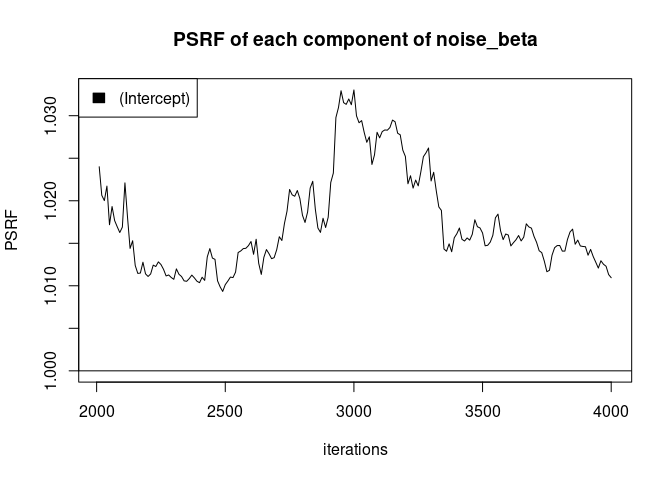 PSRF of each component of noise_beta
(Intercept)
PSRF
1.030
1.020
1.010
1.000
2000 2500 3000 3500 4000
iterations